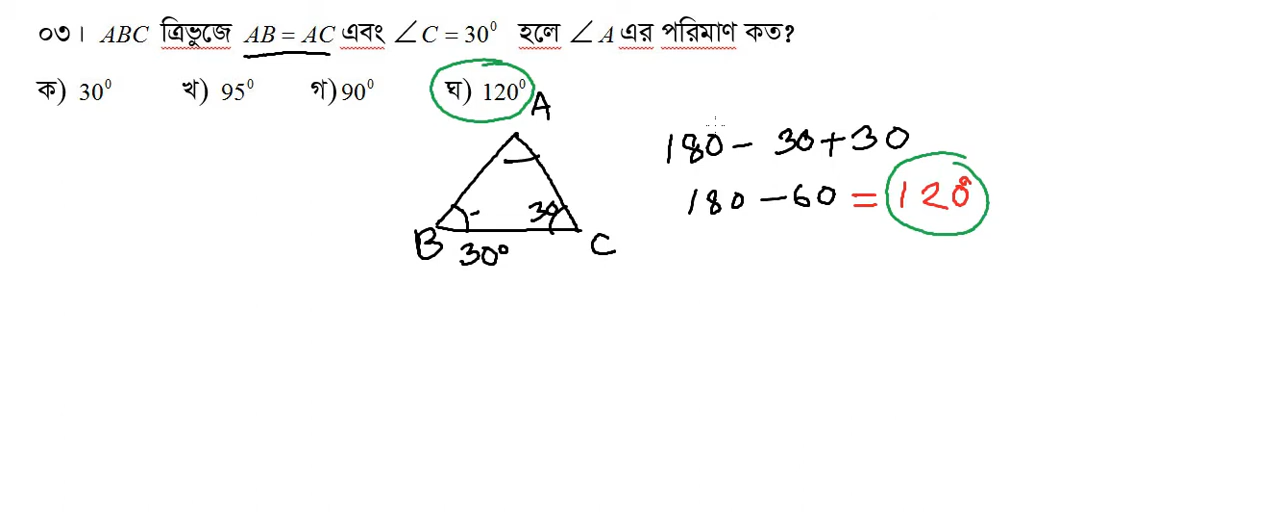 ০৩। ABC ত্রিভুজে AB = AC এবং ∠C = 30⁰ হলে ∠A এর পরিমাণ কত?
ক) 30⁰ খ) 95⁰ গ) 90⁰ ঘ) 120⁰
A
180 - 30 + 30
180 - 60 = 120°
30
B 30° C